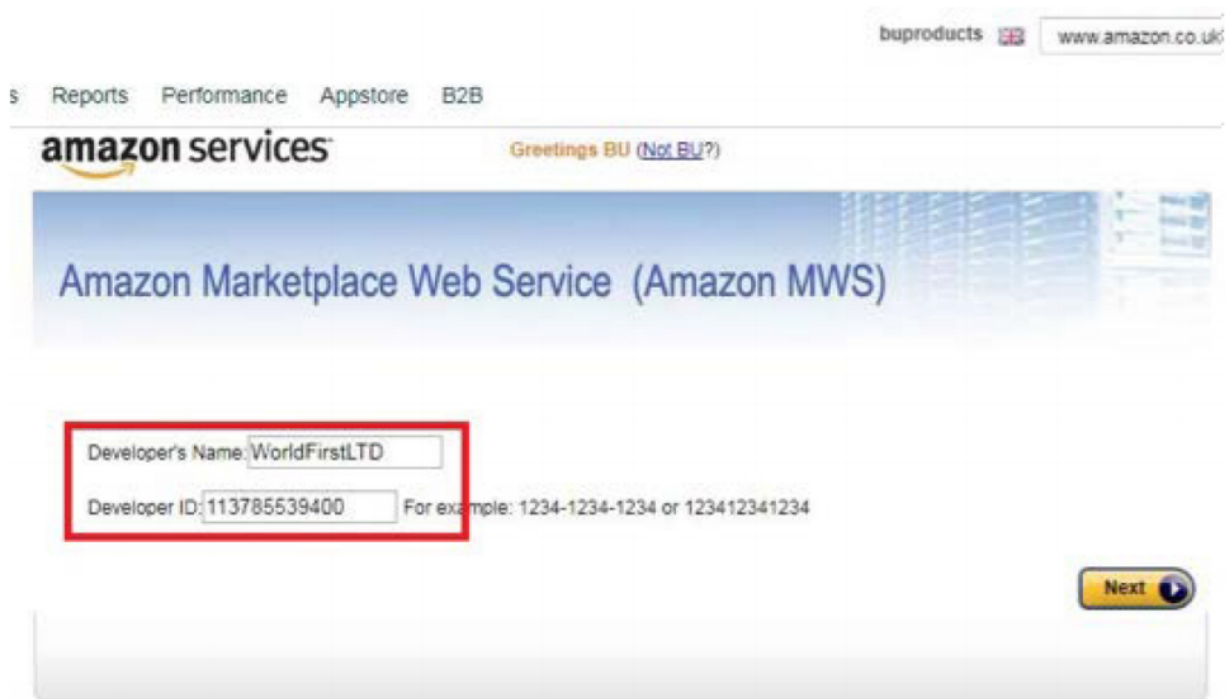 buproducts www.amazon.co.uk
s Reports Performance Appstore B2B
amazon services Greetings BU (Not BU?)
Amazon Marketplace Web Service (Amazon MWS)
Developer's Name: WorldFirstLTD
Developer ID: 113785539400 For example: 1234-1234-1234 or 123412341234
Next